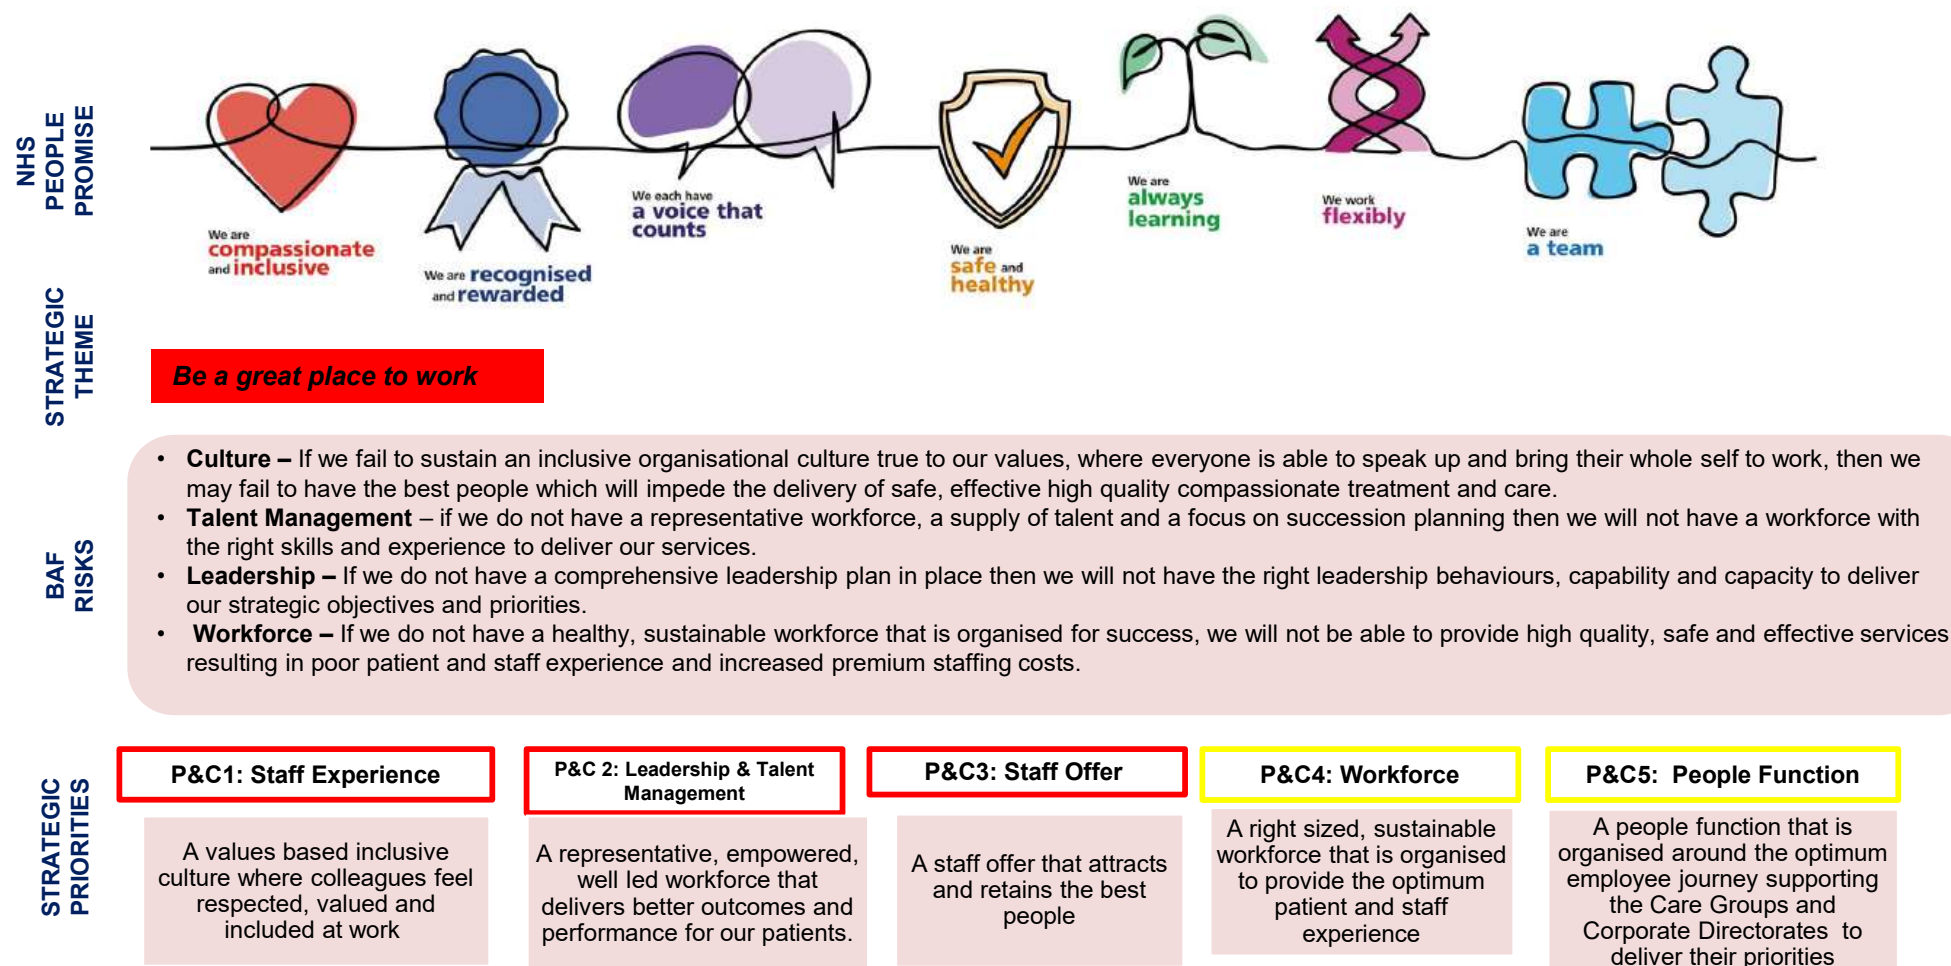 NHS
PEOPLE
PROMISE
We are
compassionate
and inclusive
We are recognised
and rewarded
We each have
a voice that
counts
We are
safe and
healthy
We are
always
learning
We work
flexibly
We are
a team
STRATEGIC
THEME
Be a great place to work
BAF
RISKS
• Culture – If we fail to sustain an inclusive organisational culture true to our values, where everyone is able to speak up and bring their whole self to work, then we
may fail to have the best people which will impede the delivery of safe, effective high quality compassionate treatment and care.
• Talent Management – if we do not have a representative workforce, a supply of talent and a focus on succession planning then we will not have a workforce with
the right skills and experience to deliver our services.
• Leadership – If we do not have a comprehensive leadership plan in place then we will not have the right leadership behaviours, capability and capacity to deliver
our strategic objectives and priorities.
• Workforce – If we do not have a healthy, sustainable workforce that is organised for success, we will not be able to provide high quality, safe and effective services
resulting in poor patient and staff experience and increased premium staffing costs.
STRATEGIC
PRIORITIES
P&C1: Staff Experience
A values based inclusive
culture where colleagues feel
respected, valued and
included at work
P&C 2: Leadership & Talent
Management
A representative, empowered,
well led workforce that
delivers better outcomes and
performance for our patients.
P&C3: Staff Offer
A staff offer that attracts
and retains the best
people
P&C4: Workforce
A right sized, sustainable
workforce that is organised
to provide the optimum
patient and staff
experience
P&C5: People Function
A people function that is
organised around the optimum
employee journey supporting
the Care Groups and
Corporate Directorates to
deliver their priorities